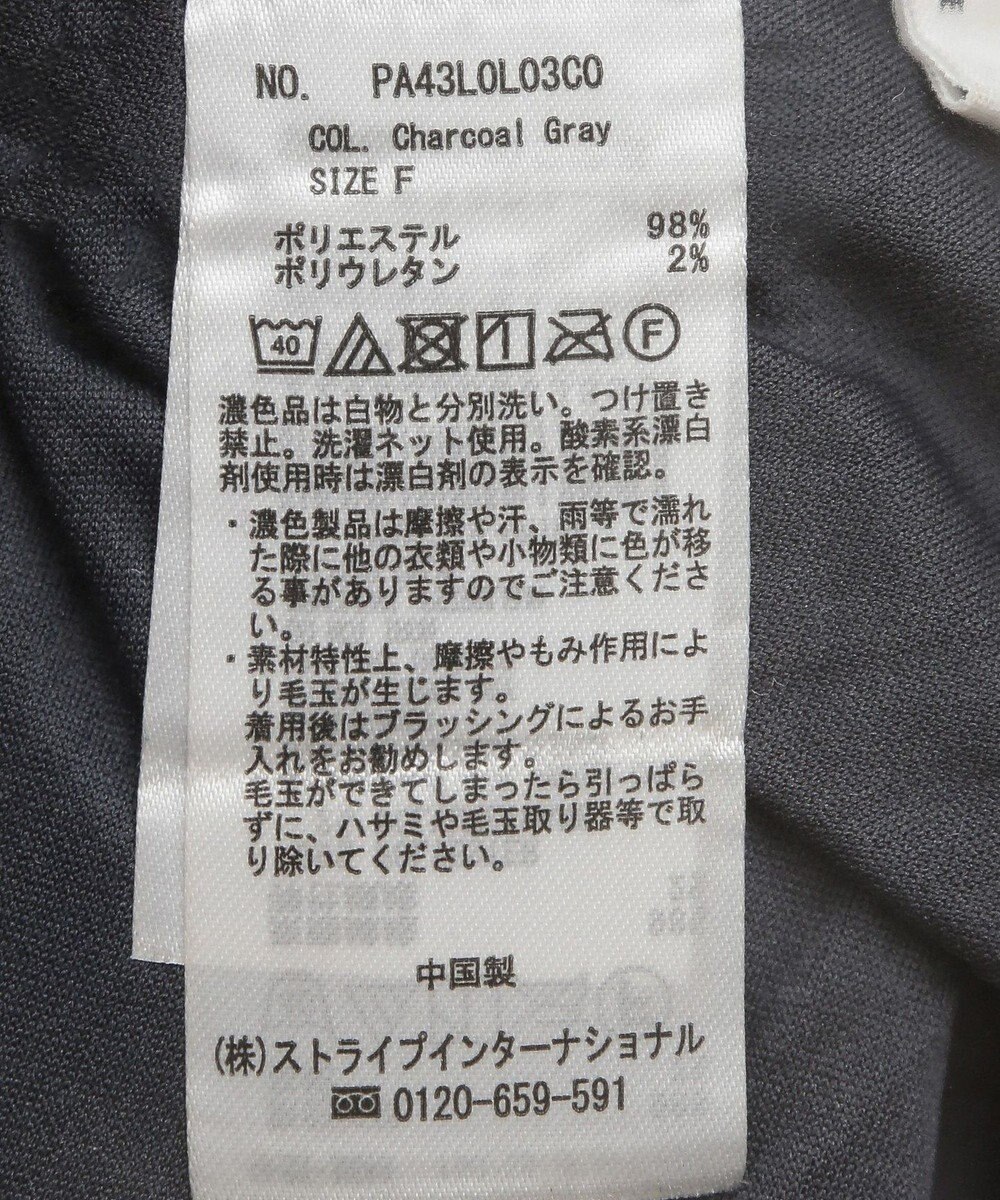 NO. PA43L0L03C0
COL. Charcoal Gray
SIZE F
ポリエステル 98%
ポリウレタン 2%
40 F
濃色品は白物と分別洗い。つけ置き
禁止。洗濯ネット使用。酸素系漂白
剤使用時は漂白剤の表示を確認。
・濃色製品は摩擦や汗、雨等で濡れ
た際に他の衣類や小物類に色が移
る事がありますのでご注意くださ
い。
・素材特性上、摩擦やもみ作用によ
り毛玉が生じます。
着用後はブラッシングによるお手
入れをお勧めします。
毛玉ができてしまったら引っぱら
ずに、ハサミや毛玉取り器等で取
り除いてください。
中国製
(株)ストライプインターナショナル
0120-659-591